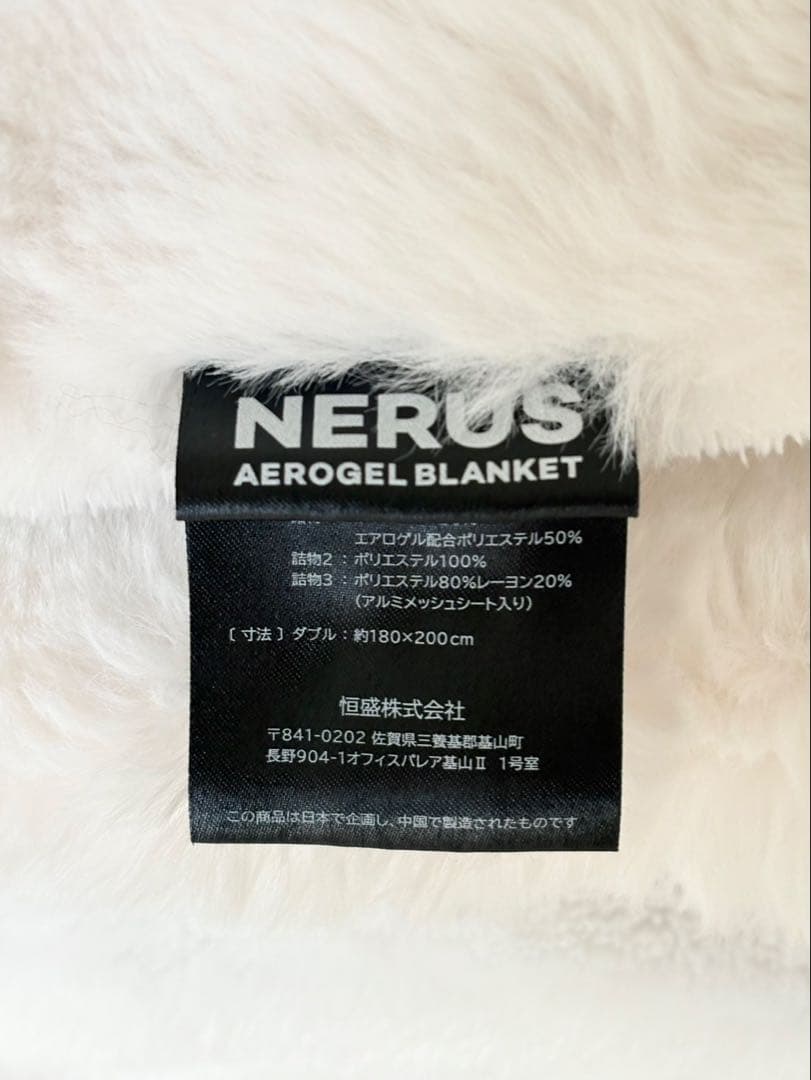 NERUS
AEROGEL BLANKET
エアロゲル配合ポリエステル50%
詰物2 : ポリエステル100%
詰物3 : ポリエステル80%レーヨン20%
(アルミメッシュシート入り)
〔 寸法 〕ダブル : 約180×200cm
恒盛株式会社
〒841-0202 佐賀県三養基郡基山町
長野904-1オフィスパレア基山Ⅱ 1号室
この商品は日本で企画し、中国で製造されたものです